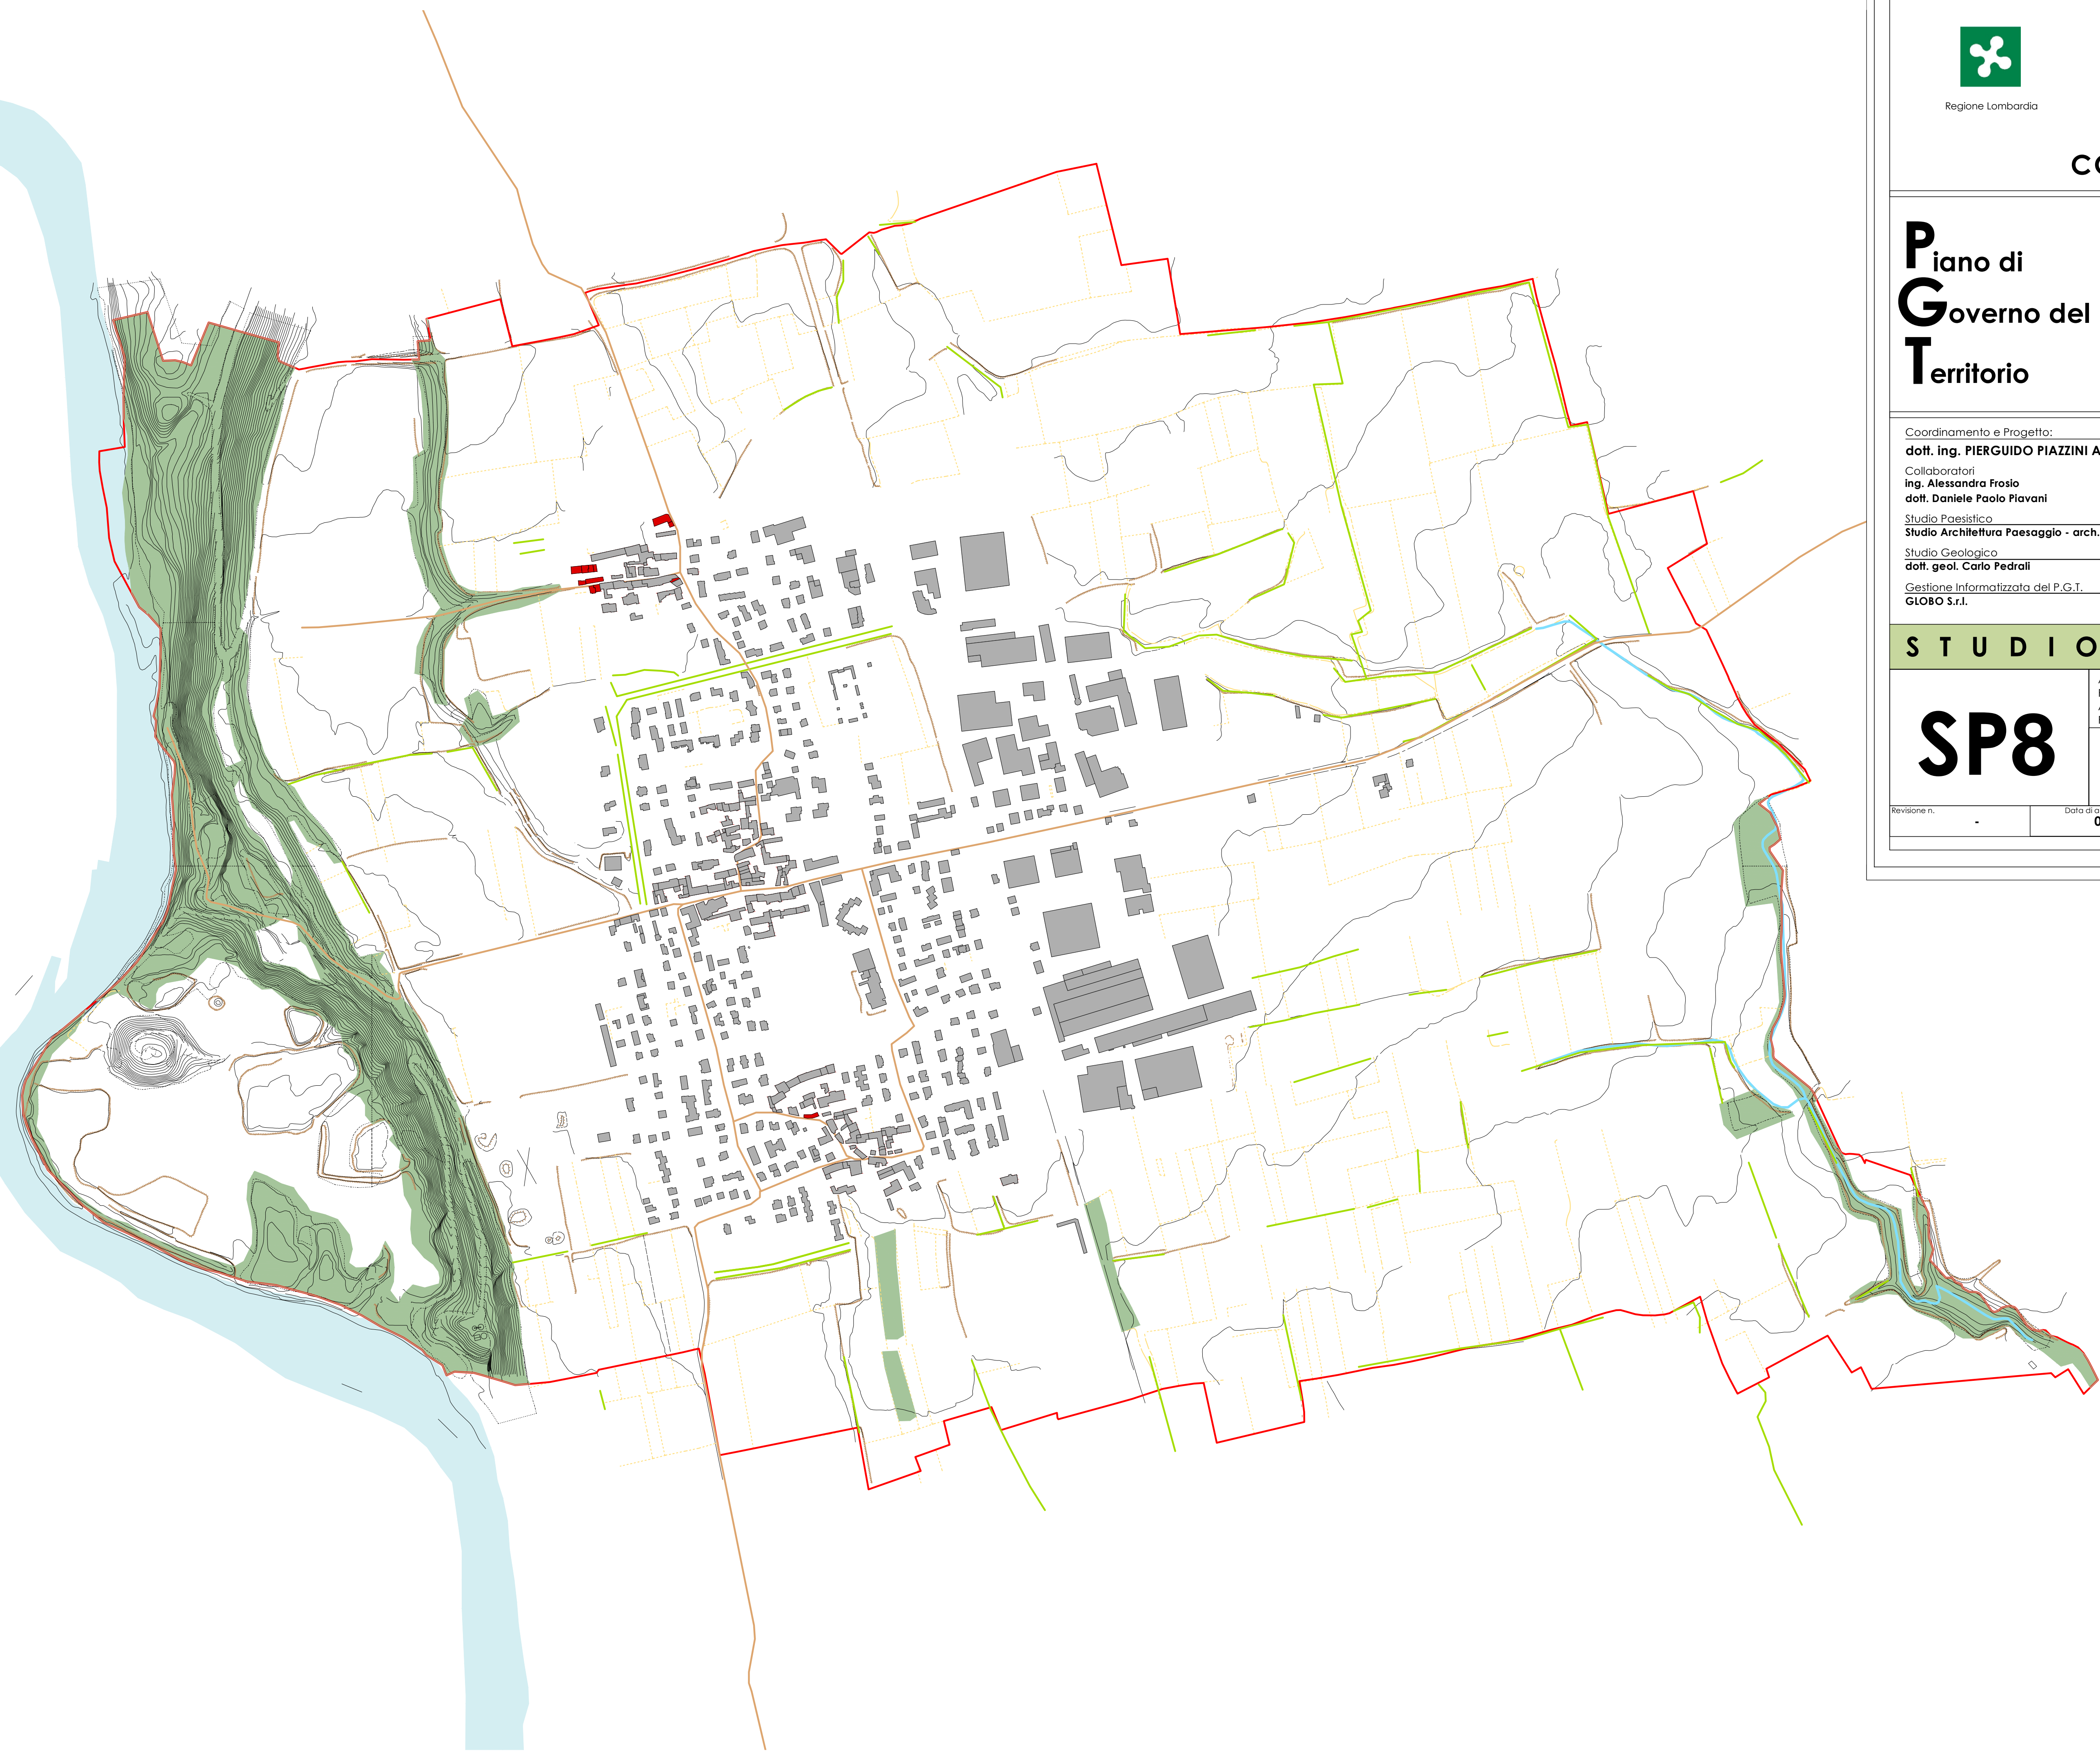 Regione Lombardia
CO
Piano di
Governo del
Territorio
Coordinamento e Progetto:
dott. ing. PIERGUIDO PIAZZINI A
Collaboratori
ing. Alessandra Frosio
dott. Daniele Paolo Piavani
Studio Paesistico
Studio Architettura Paesaggio - arch.
Studio Geologico
dott. geol. Carlo Pedrali
Gestione Informatizzata del P.G.T.
GLOBO S.r.l.
STUDIO
SP8
Revisione n.
-
Data di a
0